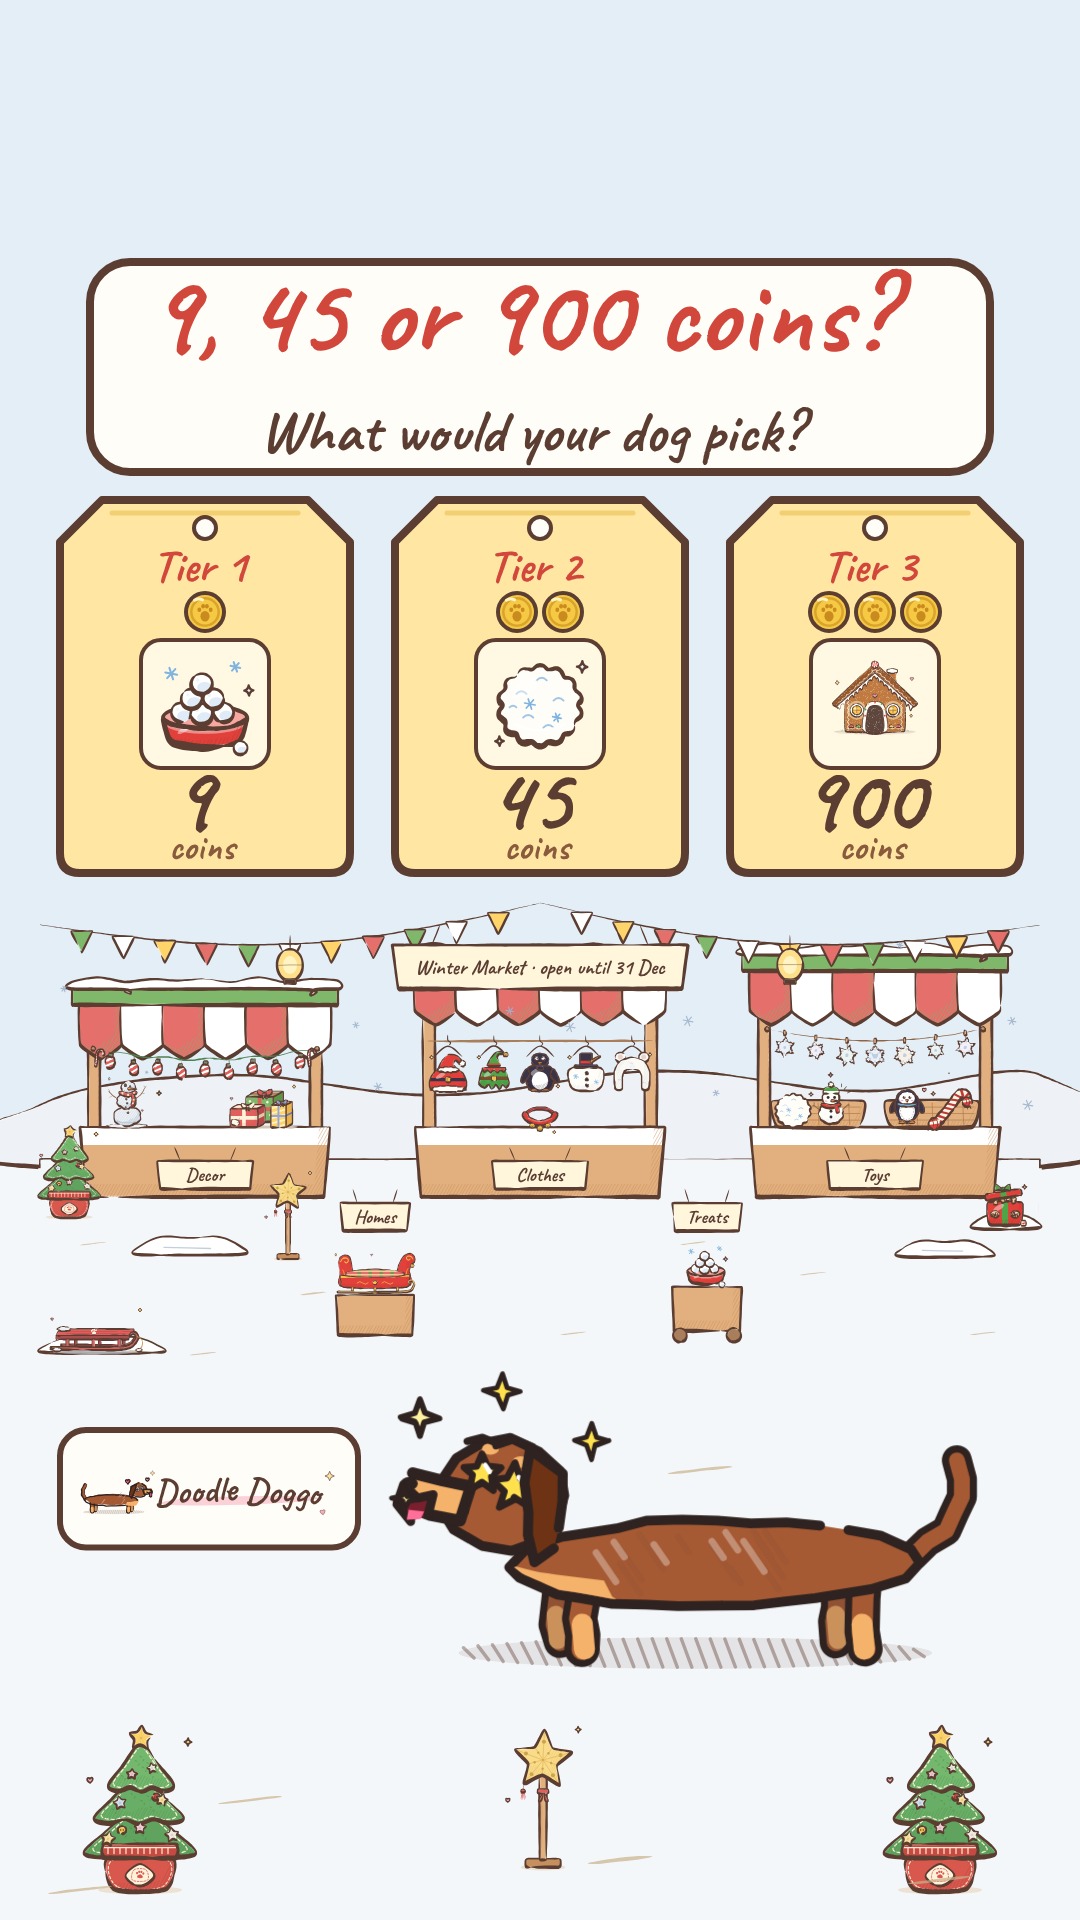 9, 45 or 900 coins?
What would your dog pick?
Tier 1
9
coins
Tier 2
45
coins
Tier 3
900
coins
Winter Market · open until 31 Dec
Decor
Clothes
Toys
Homes
Treats
Doodle Doggo